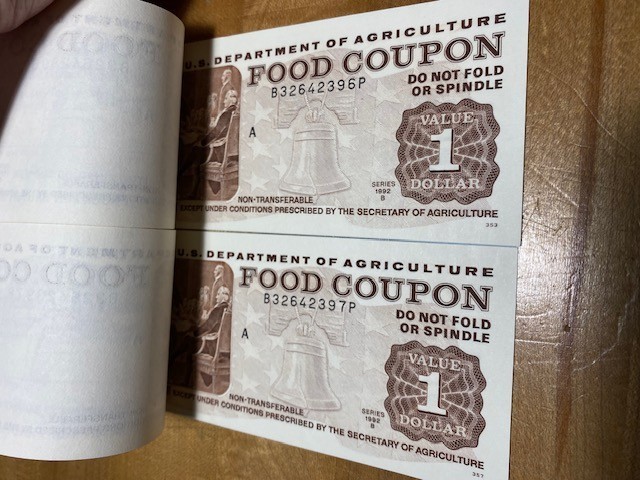 U.S. DEPARTMENT OF AGRICULTURE
FOOD COUPON
B32642396P
DO NOT FOLD
OR SPINDLE
A
VALUE
1
DOLLAR
SERIES
1992
B
NON-TRANSFERABLE
EXCEPT UNDER CONDITIONS PRESCRIBED BY THE SECRETARY OF AGRICULTURE
353
U.S. DEPARTMENT OF AGRICULTURE
FOOD COUPON
B32642397P
DO NOT FOLD
OR SPINDLE
A
VALUE
1
DOLLAR
SERIES
1992
B
NON-TRANSFERABLE
EXCEPT UNDER CONDITIONS PRESCRIBED BY THE SECRETARY OF AGRICULTURE